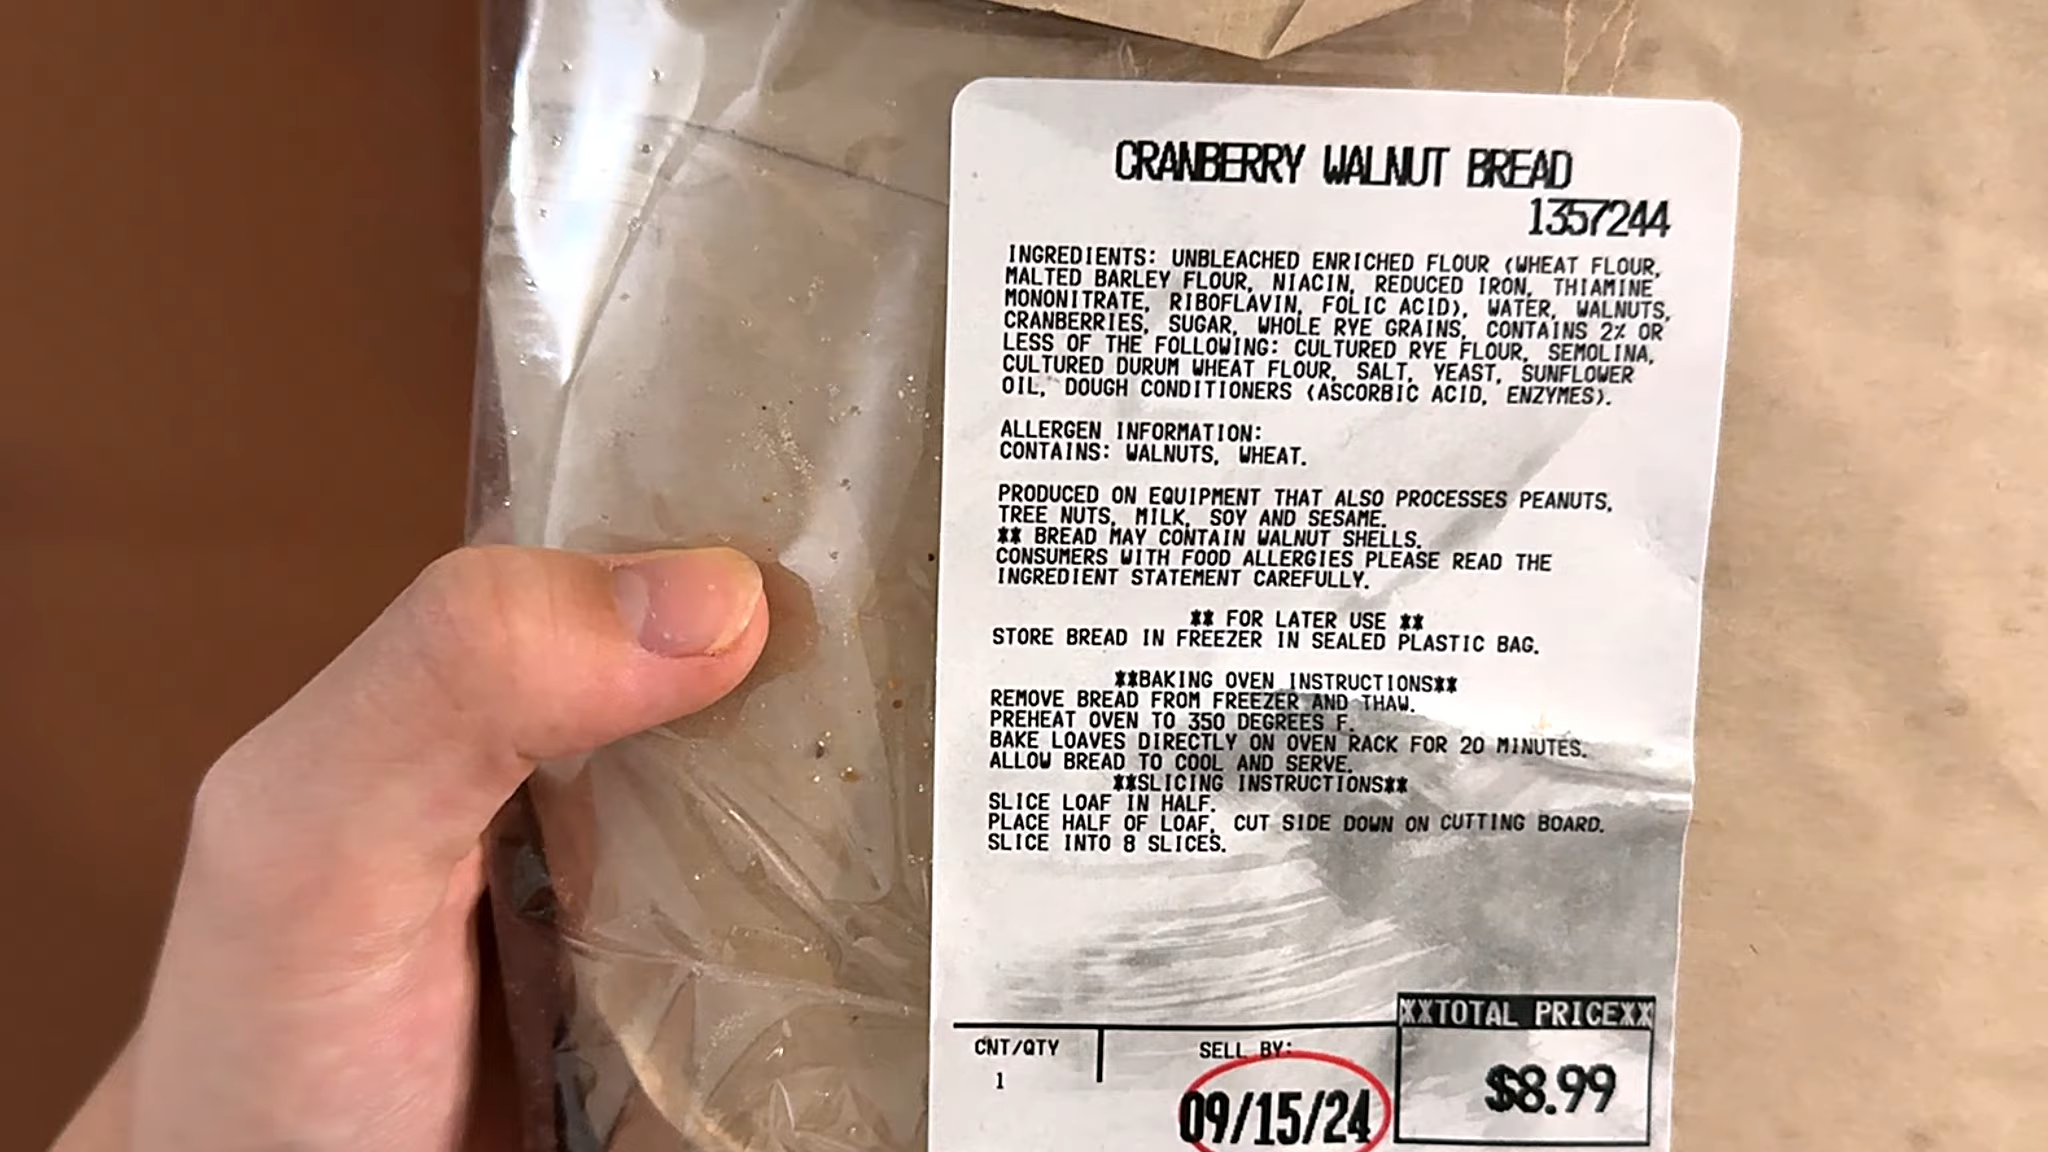 CRANBERRY WALNUT BREAD
1357244
INGREDIENTS: UNBLEACHED ENRICHED FLOUR (WHEAT FLOUR,
MALTED BARLEY FLOUR, NIACIN, REDUCED IRON, THIAMINE
MONONITRATE, RIBOFLAVIN, FOLIC ACID), WATER, WALNUTS,
CRANBERRIES, SUGAR, WHOLE RYE GRAINS, CONTAINS 2% OR
LESS OF THE FOLLOWING: CULTURED RYE FLOUR, SEMOLINA,
CULTURED DURUM WHEAT FLOUR, SALT, YEAST, SUNFLOWER
OIL, DOUGH CONDITIONERS (ASCORBIC ACID, ENZYMES).
ALLERGEN INFORMATION:
CONTAINS: WALNUTS, WHEAT.
PRODUCED ON EQUIPMENT THAT ALSO PROCESSES PEANUTS,
TREE NUTS, MILK, SOY AND SESAME.
** BREAD MAY CONTAIN WALNUT SHELLS.
CONSUMERS WITH FOOD ALLERGIES PLEASE READ THE
INGREDIENT STATEMENT CAREFULLY.
** FOR LATER USE **
STORE BREAD IN FREEZER IN SEALED PLASTIC BAG.
**BAKING OVEN INSTRUCTIONS**
REMOVE BREAD FROM FREEZER AND THAW.
PREHEAT OVEN TO 350 DEGREES F.
BAKE LOAVES DIRECTLY ON OVEN RACK FOR 20 MINUTES.
ALLOW BREAD TO COOL AND SERVE.
**SLICING INSTRUCTIONS**
SLICE LOAF IN HALF.
PLACE HALF OF LOAF, CUT SIDE DOWN ON CUTTING BOARD.
SLICE INTO 8 SLICES.
**TOTAL PRICE**
CNT/QTY
1
SELL BY:
09/15/24
$8.99